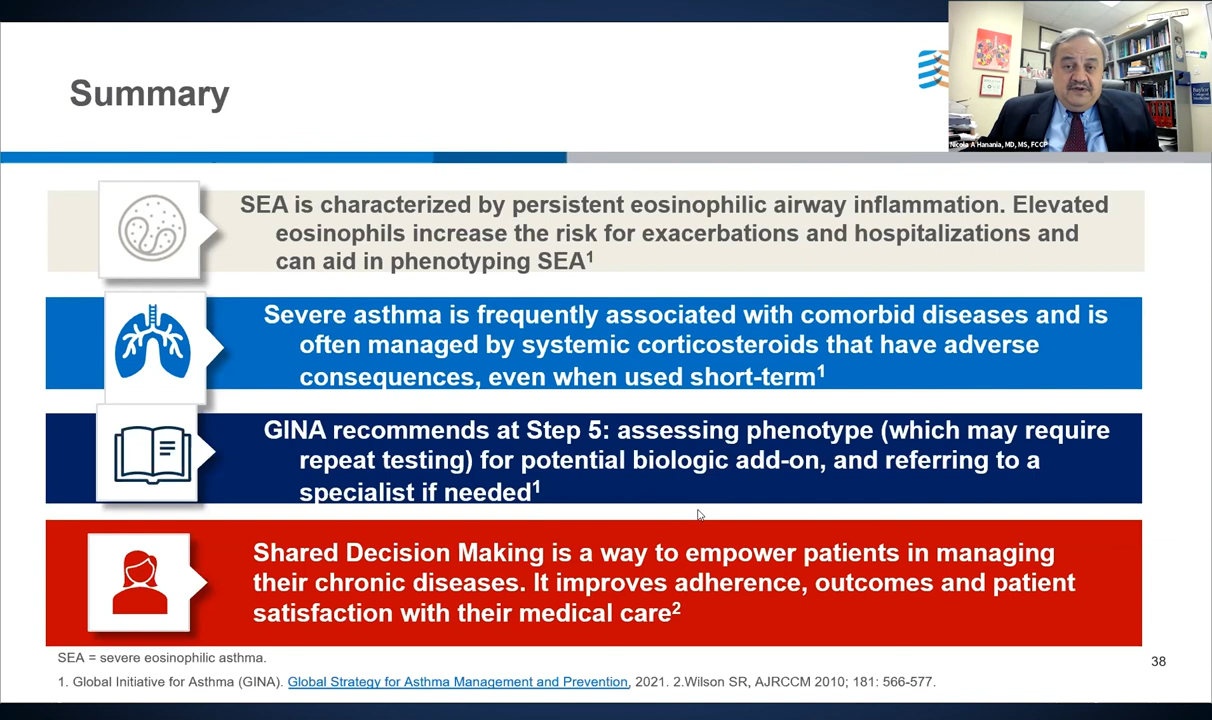 Summary
Nicola A Hanania, MD, MS, FCCP
Baylor
SEA is characterized by persistent eosinophilic airway inflammation. Elevated
eosinophils increase the risk for exacerbations and hospitalizations and
can aid in phenotyping SEA¹
Severe asthma is frequently associated with comorbid diseases and is
often managed by systemic corticosteroids that have adverse
consequences, even when used short-term¹
GINA recommends at Step 5: assessing phenotype (which may require
repeat testing) for potential biologic add-on, and referring to a
specialist if needed¹
Shared Decision Making is a way to empower patients in managing
their chronic diseases. It improves adherence, outcomes and patient
satisfaction with their medical care²
SEA = severe eosinophilic asthma.
38
1. Global Initiative for Asthma (GINA). Global Strategy for Asthma Management and Prevention, 2021. 2.Wilson SR, AJRCCM 2010; 181: 566-577.